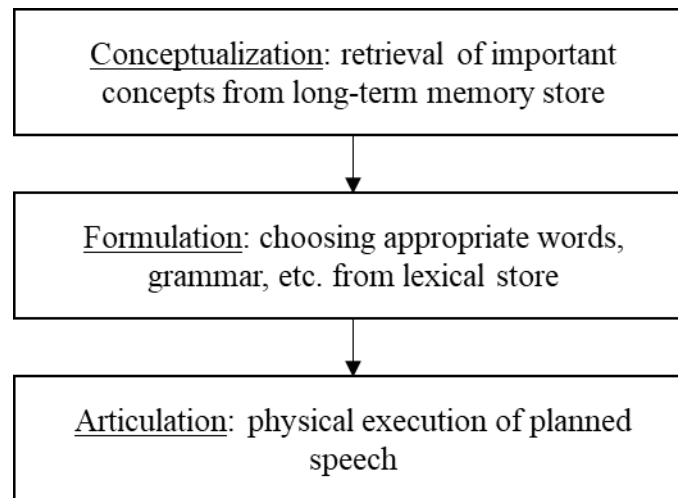 Conceptualization: retrieval of important
concepts from long-term memory store
Formulation: choosing appropriate words,
grammar, etc. from lexical store
Articulation: physical execution of planned
speech